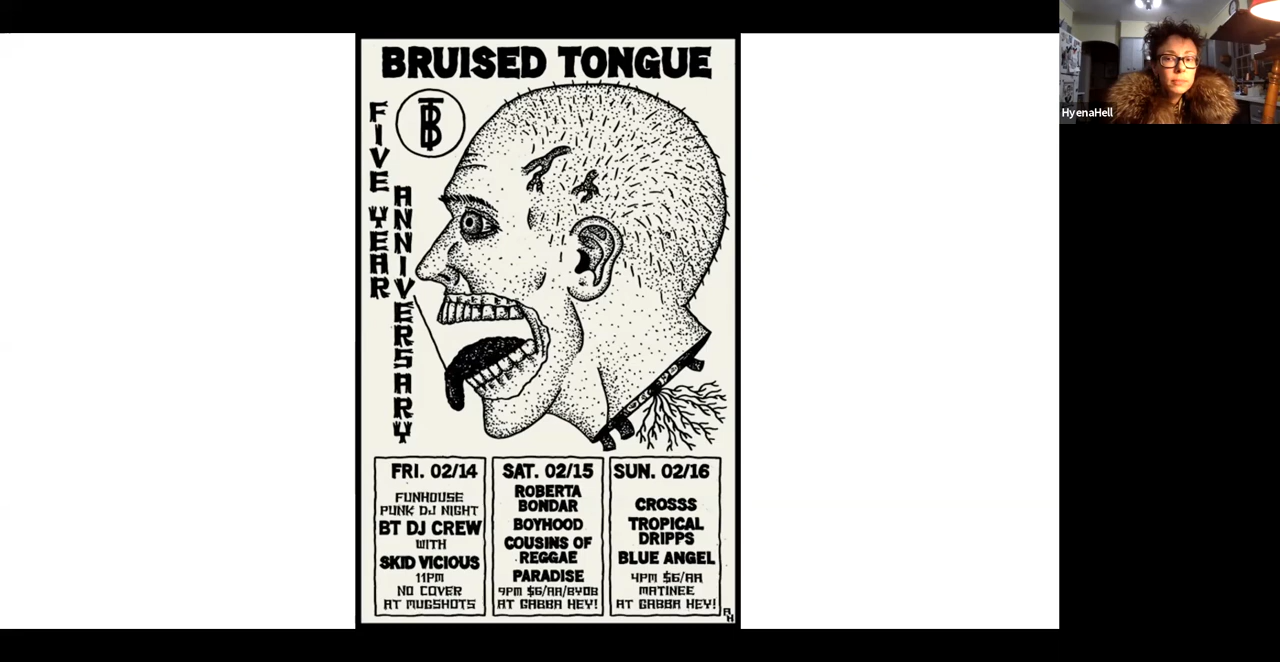 BRUISED TONGUE
TB
FIVE YEAR
ANNIVERSARY
FRI. 02/14
FUNHOUSE
PUNK DJ NIGHT
BT DJ CREW
WITH
SKID VICIOUS
11PM
NO COVER
AT MUGSHOTS
SAT. 02/15
ROBERTA
BONDAR
BOYHOOD
COUSINS OF
REGGAE
PARADISE
9PM $6/AA/BYOB
AT GABBA HEY!
SUN. 02/16
CROSSS
TROPICAL
DRIPPS
BLUE ANGEL
4PM $6/AA
MATINEE
AT GABBA HEY!
AH
HyenaHell